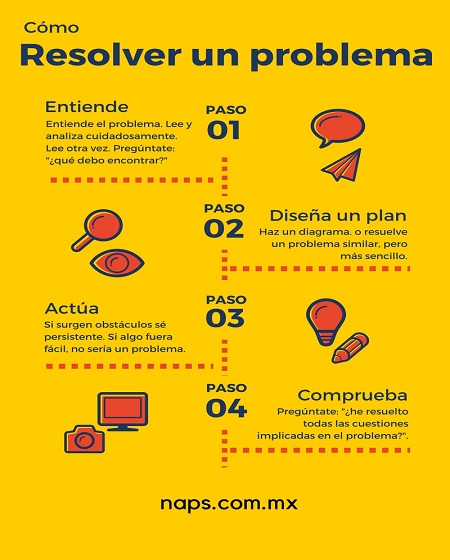 Cómo
Resolver un problema
Entiende
Entiende el problema. Lee y
analiza cuidadosamente.
Lee otra vez. Pregúntate:
"¿qué debo encontrar?"
PASO
01
PASO
02
Diseña un plan
Haz un diagrama. o resuelve
un problema similar, pero
más sencillo.
Actúa
Si surgen obstáculos sé
persistente. Si algo fuera
fácil, no sería un problema.
PASO
03
PASO
04
Comprueba
Pregúntate: "¿he resuelto
todas las cuestiones
implicadas en el problema?".
naps.com.mx